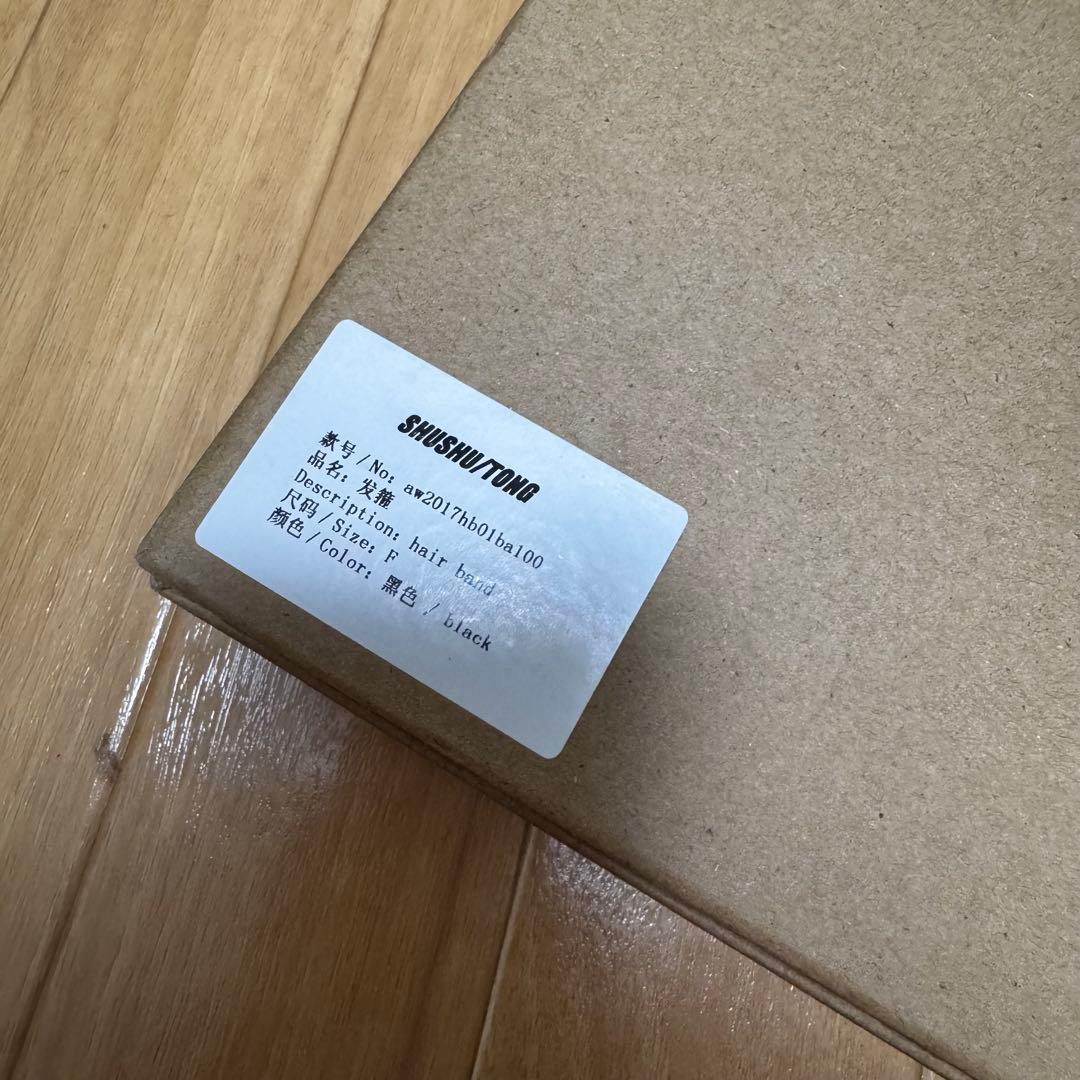 SHUSHU/TONG
款号/No: aw2017hb01ba100
品名: 发箍
Description: hair band
尺码/Size: F
颜色/Color: 黑色 / black